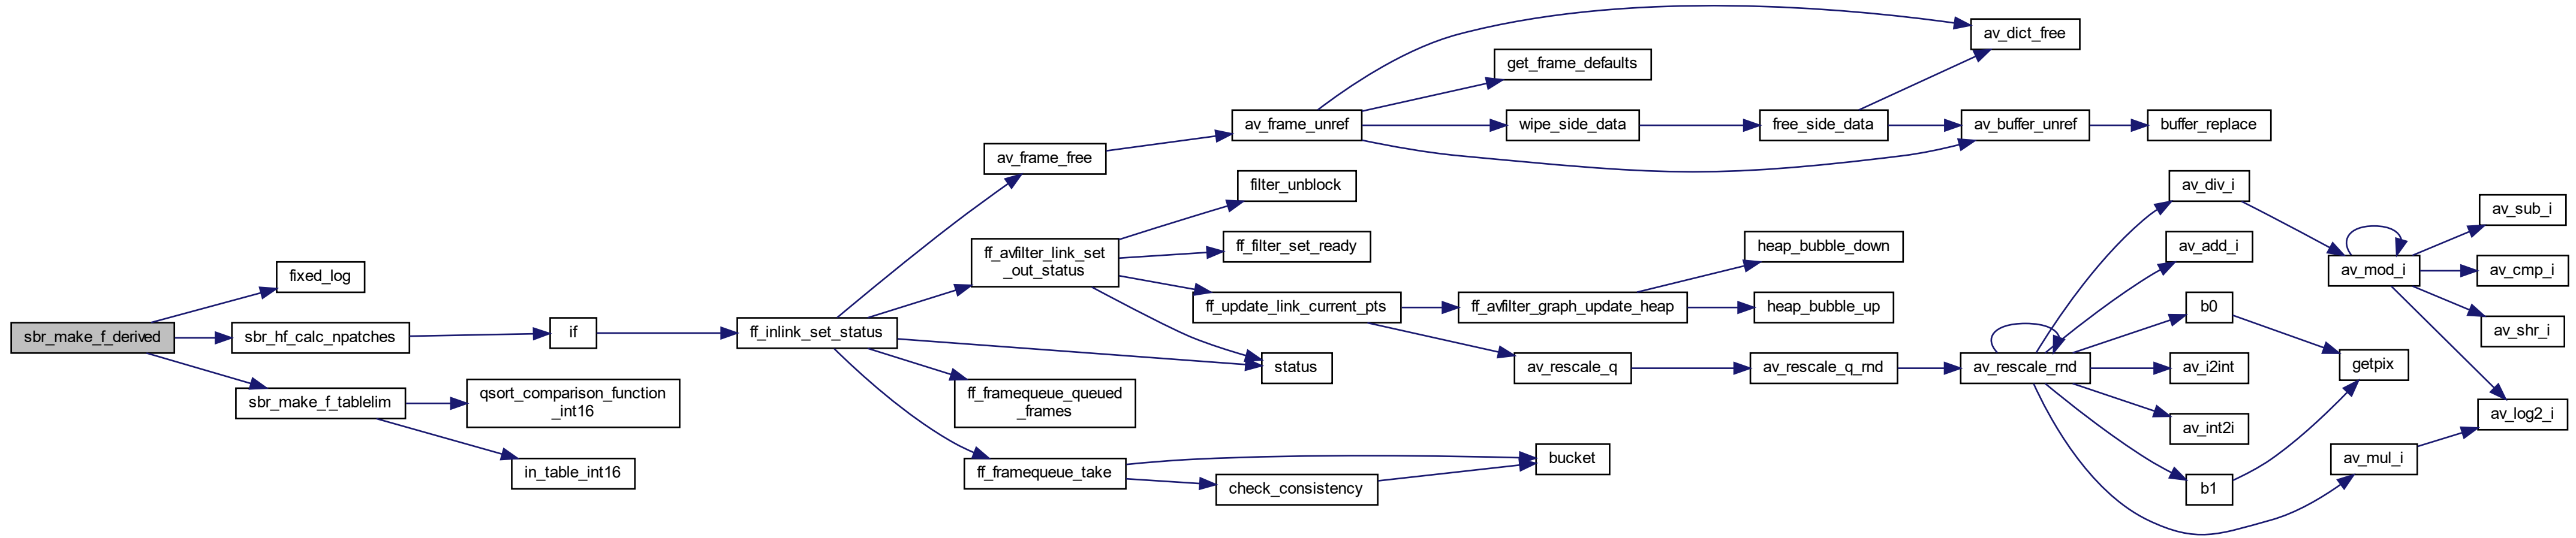 sbr_make_f_derived
fixed_log
sbr_hf_calc_npatches
sbr_make_f_tablelim
qsort_comparison_function
_int16
in_table_int16
if
ff_inlink_set_status
av_frame_free
ff_avfilter_link_set
_out_status
status
ff_framequeue_queued
_frames
ff_framequeue_take
av_frame_unref
get_frame_defaults
wipe_side_data
free_side_data
av_dict_free
av_buffer_unref
buffer_replace
filter_unblock
ff_filter_set_ready
ff_update_link_current_pts
ff_avfilter_graph_update_heap
heap_bubble_down
heap_bubble_up
av_rescale_q
av_rescale_q_rnd
av_rescale_rnd
bucket
check_consistency
av_div_i
av_add_i
b0
av_i2int
av_int2i
b1
getpix
av_mul_i
av_mod_i
av_sub_i
av_cmp_i
av_shr_i
av_log2_i